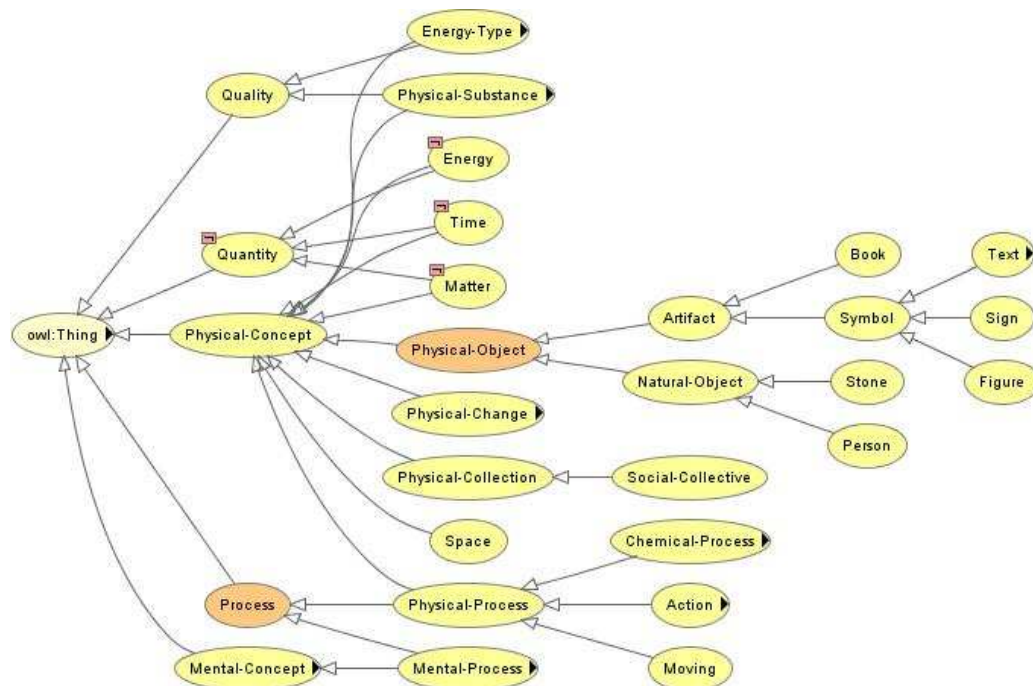 Energy-Type
Quality
Physical-Substance
Energy
Time
Quantity
Book
Text
Matter
Artifact
Symbol
Sign
owl:Thing
Physical-Concept
Physical-Object
Natural-Object
Stone
Figure
Physical-Change
Person
Physical-Collection
Social-Collective
Space
Chemical-Process
Process
Physical-Process
Action
Mental-Concept
Mental-Process
Moving